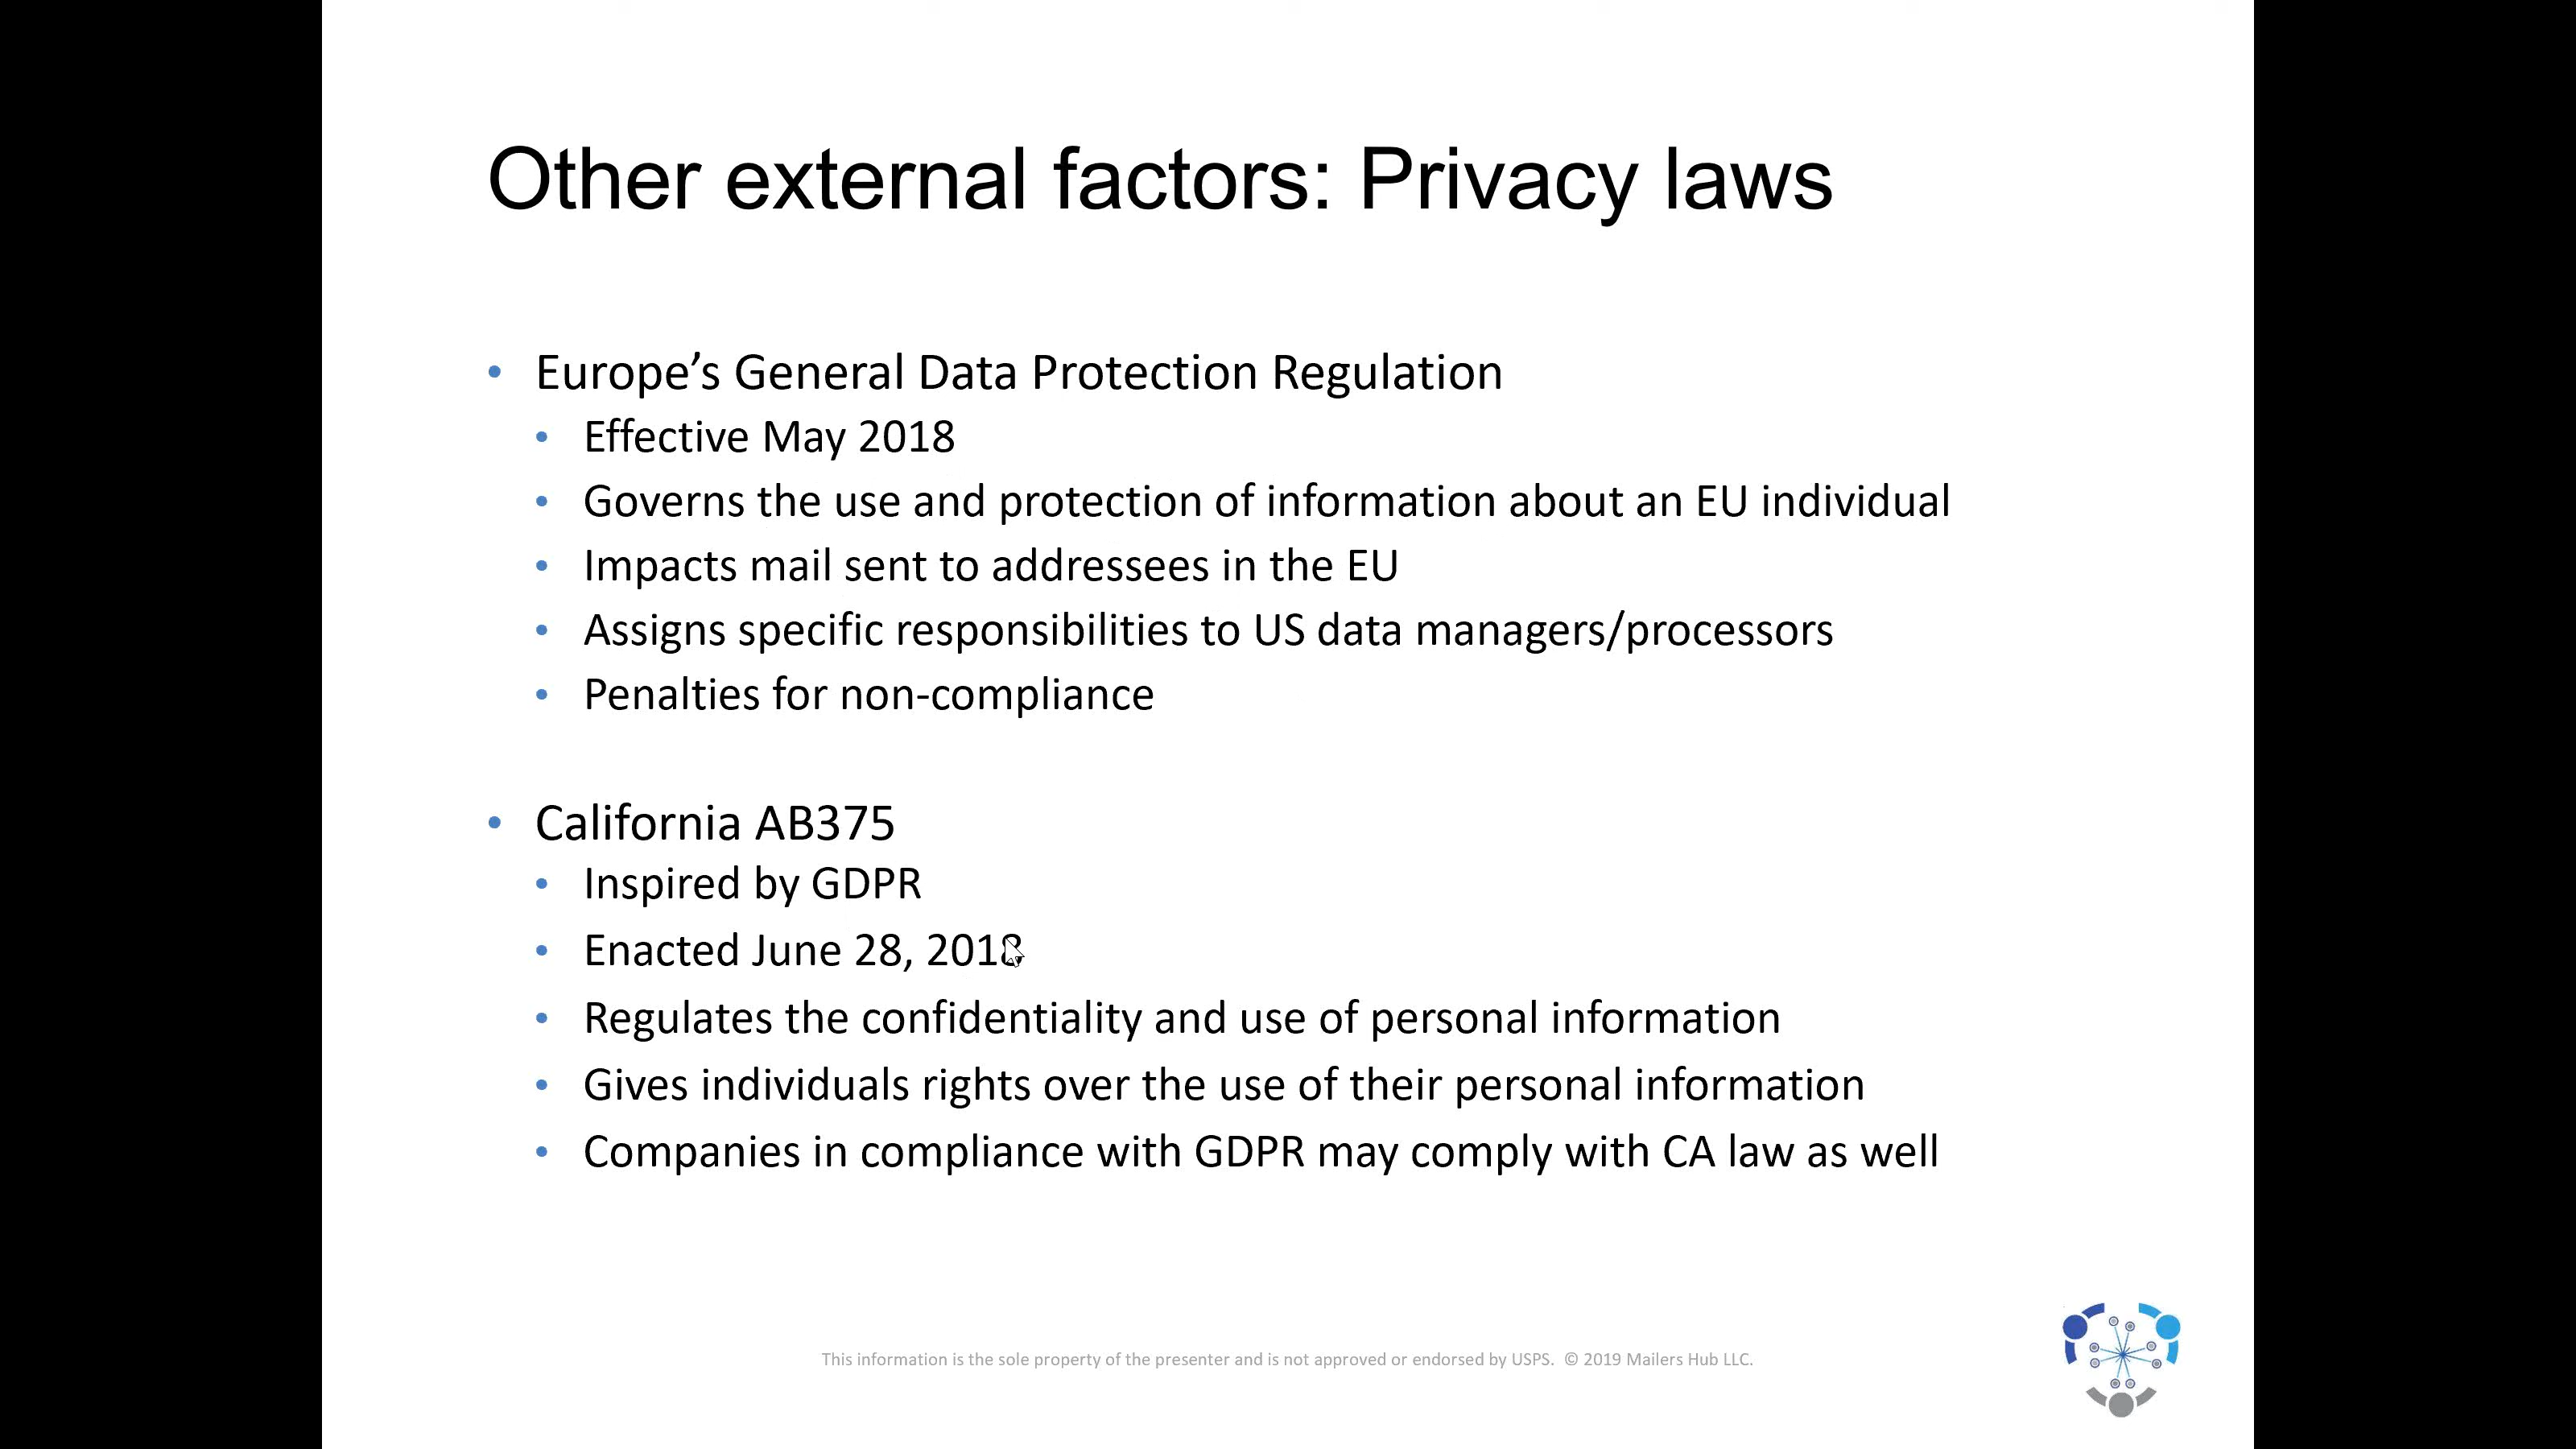 Other external factors: Privacy laws
• Europe’s General Data Protection Regulation
• Effective May 2018
• Governs the use and protection of information about an EU individual
• Impacts mail sent to addressees in the EU
• Assigns specific responsibilities to US data managers/processors
• Penalties for non-compliance
• California AB375
• Inspired by GDPR
• Enacted June 28, 2018
• Regulates the confidentiality and use of personal information
• Gives individuals rights over the use of their personal information
• Companies in compliance with GDPR may comply with CA law as well
This information is the sole property of the presenter and is not approved or endorsed by USPS. © 2019 Mailers Hub LLC.